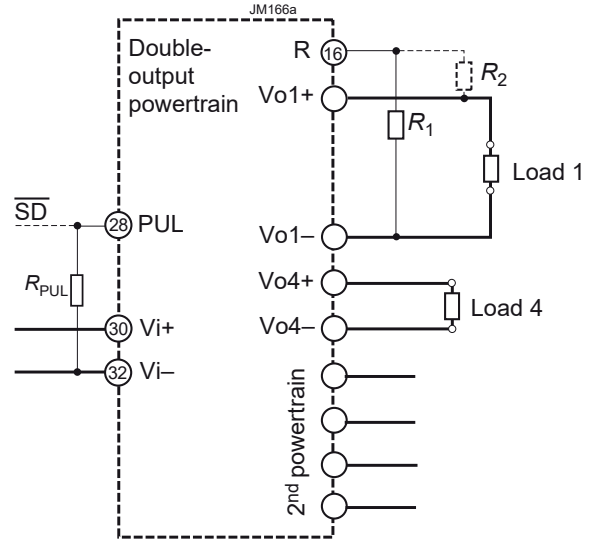 JM166a
Double-
output
powertrain
R
16
Vo1+
R2
R1
Load 1
SD
28
PUL
Vo1–
RPUL
Vo4+
Load 4
30
Vi+
Vo4–
32
Vi–
2nd powertrain